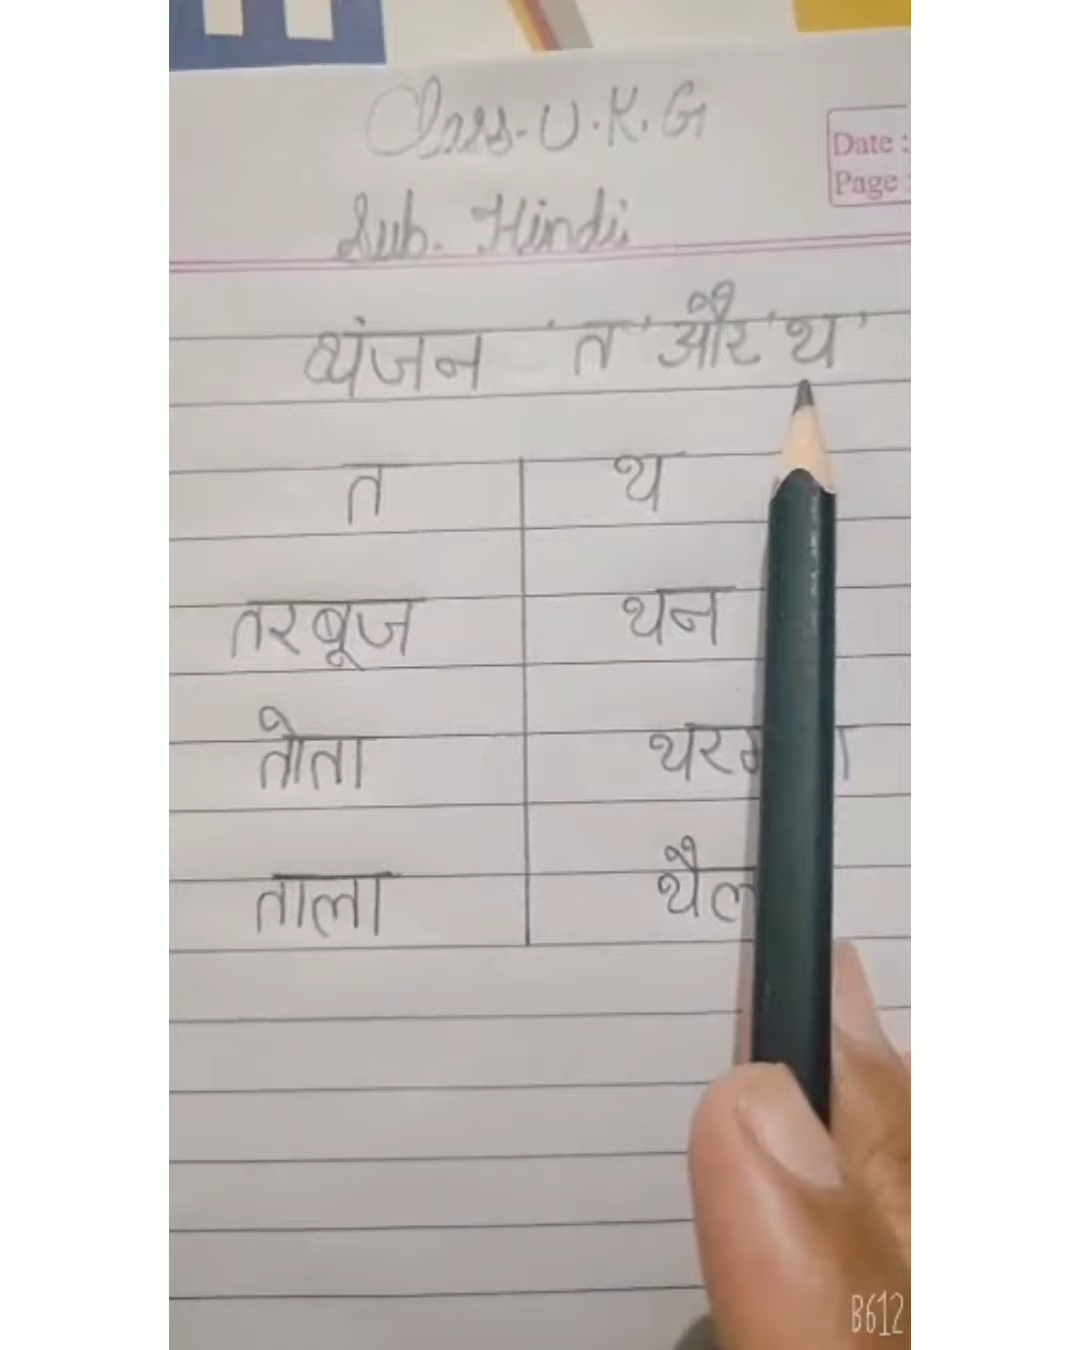 Class-U.K.G
Date :
Page :
Sub. Hindi
व्यंजन 'त' और 'थ'
त थ
तरबूज थन
तोता
ताला
B612